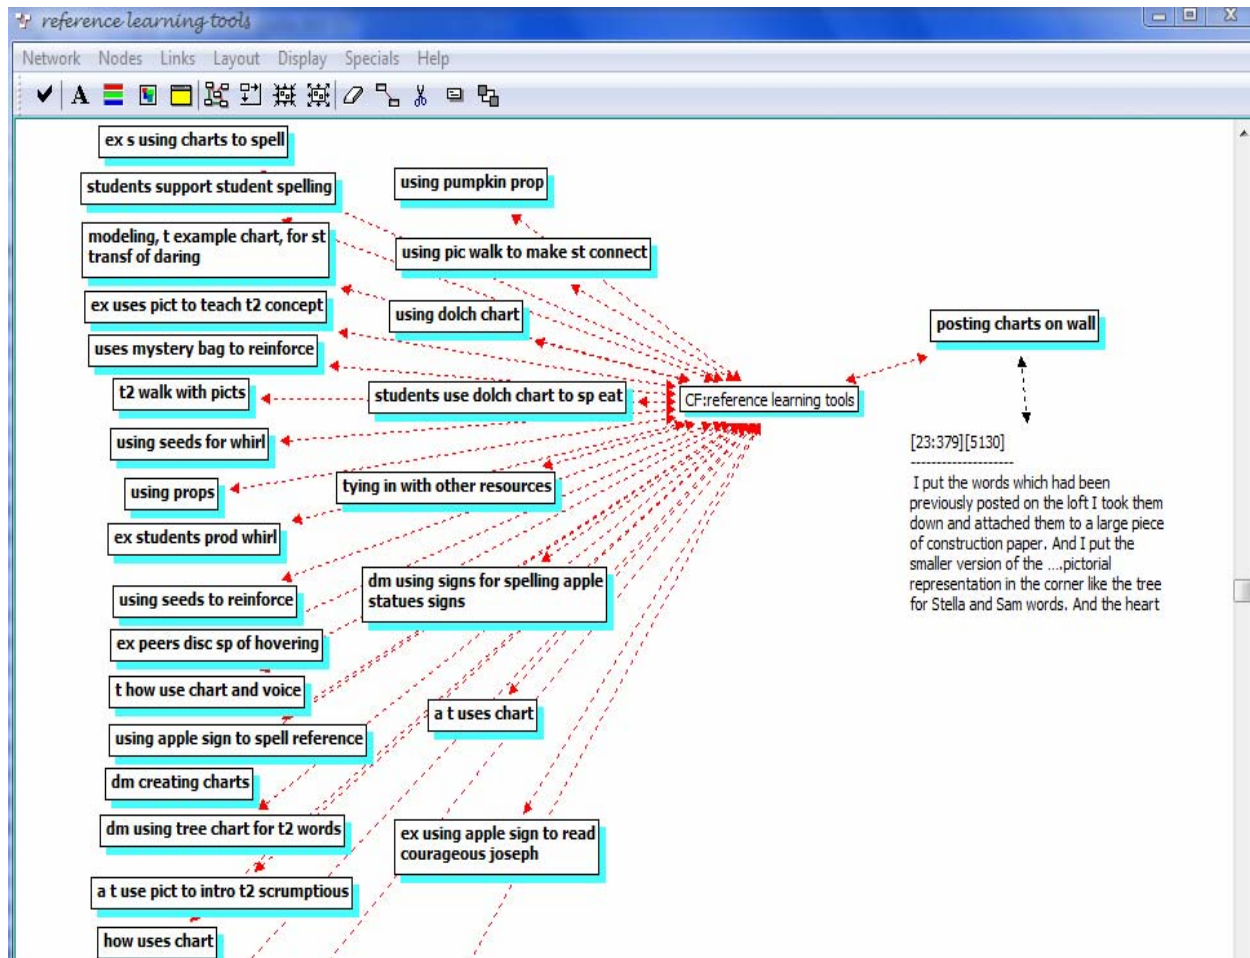 reference learning tools
Network Nodes Links Layout Display Specials Help
A
ex s using charts to spell
students support student spelling
using pumpkin prop
modeling, t example chart, for st
transf of daring
using pic walk to make st connect
ex uses pict to teach t2 concept
using dolch chart
posting charts on wall
uses mystery bag to reinforce
t2 walk with picts
students use dolch chart to sp eat
CF:reference learning tools
using seeds for whirl
[23:379][5130]
---------------------
I put the words which had been
previously posted on the loft I took them
down and attached them to a large piece
of construction paper. And I put the
smaller version of the ....pictorial
representation in the corner like the tree
for Stella and Sam words. And the heart
using props
tying in with other resources
ex students prod whirl
using seeds to reinforce
dm using signs for spelling apple
statues signs
ex peers disc sp of hovering
t how use chart and voice
a t uses chart
using apple sign to spell reference
dm creating charts
dm using tree chart for t2 words
ex using apple sign to read
courageous joseph
a t use pict to intro t2 scrumptious
how uses chart